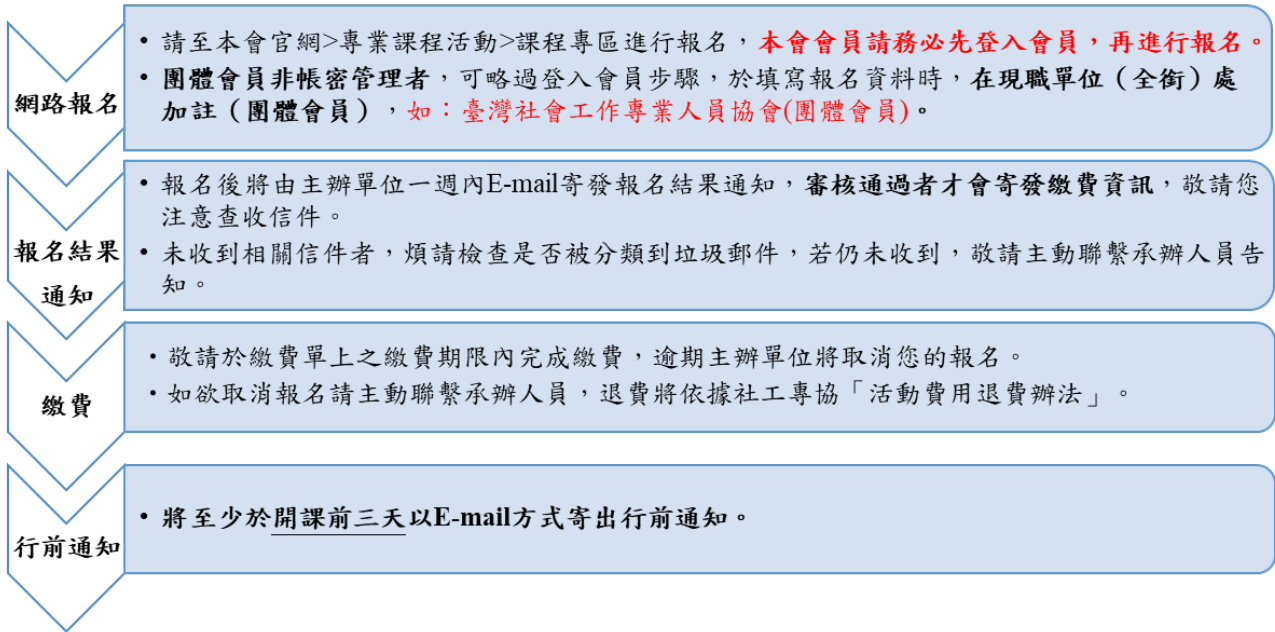 網路報名
• 請至本會官網>專業課程活動>課程專區進行報名，本會會員請務必先登入會員，再進行報名。
• 團體會員非帳密管理者，可略過登入會員步驟，於填寫報名資料時，在現職單位（全銜）處
加註（團體會員），如：臺灣社會工作專業人員協會(團體會員)。
報名結果
通知
• 報名後將由主辦單位一週內E-mail寄發報名結果通知，審核通過者才會寄發繳費資訊，敬請您
注意查收信件。
• 未收到相關信件者，煩請檢查是否被分類到垃圾郵件，若仍未收到，敬請主動聯繫承辦人員告
知。
繳費
• 敬請於繳費單上之繳費期限內完成繳費，逾期主辦單位將取消您的報名。
• 如欲取消報名請主動聯繫承辦人員，退費將依據社工專協「活動費用退費辦法」。
行前通知
• 將至少於開課前三天以E-mail方式寄出行前通知。